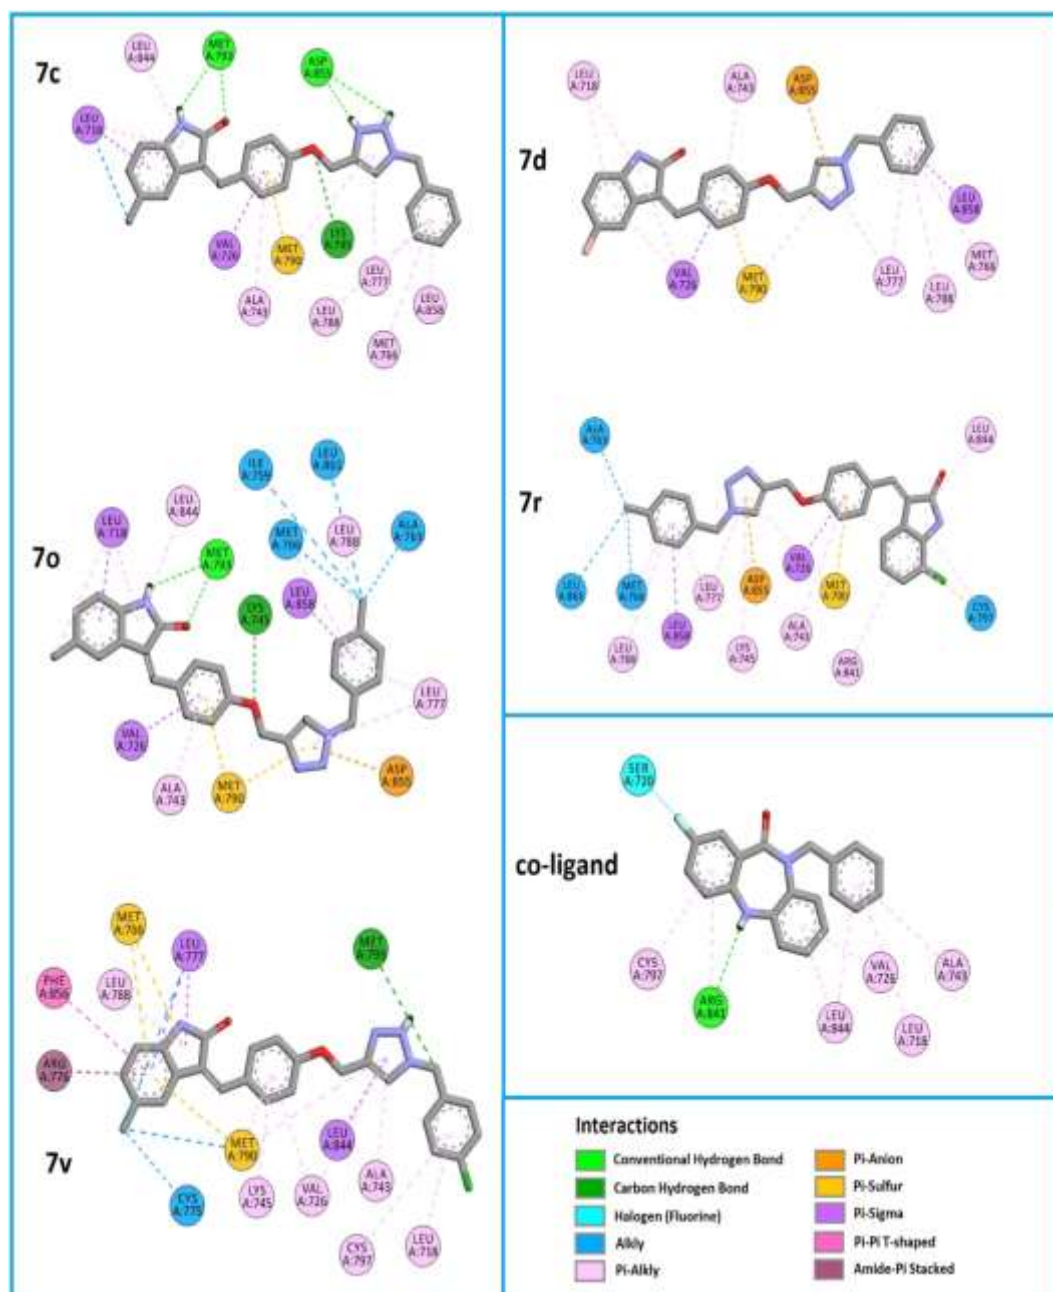 7c
LEU
A:844
MET
A:793
ASP
A:855
LEU
A:718
VAL
A:726
MET
A:790
LYS
A:745
ALA
A:743
LEU
A:788
LEU
A:777
LEU
A:858
MET
A:766
7d
LEU
A:718
ALA
A:743
ASP
A:855
LEU
A:858
VAL
A:726
MET
A:790
LEU
A:777
LEU
A:788
MET
A:766
7o
ILE
A:759
LEU
LEU
A:844
LEU
A:718
MET
A:766
LEU
A:788
ALA
A:763
MET
A:793
LYS
A:745
LEU
A:858
LEU
A:777
VAL
A:726
ALA
A:743
MET
A:790
ASP
A:855
7r
ALA
A:763
LEU
A:844
LEU
MET
A:766
LEU
A:788
LEU
A:858
LEU
A:777
LYS
A:745
ASP
A:855
VAL
A:726
ALA
A:743
MET
A:790
ARG
A:841
CYS
A:797
7v
MET
A:766
LEU
A:777
MET
PHE
A:856
LEU
A:788
ARG
A:776
CYS
A:775
MET
A:790
LYS
A:745
VAL
A:726
LEU
A:844
ALA
A:743
CYS
A:797
LEU
A:718
co-ligand
SER
A:720
CYS
A:797
ARG
A:841
LEU
A:844
VAL
A:726
LEU
A:718
ALA
A:743
Interactions
Conventional Hydrogen Bond
Carbon Hydrogen Bond
Halogen (Fluorine)
Alkly
Pi-Alkly
Pi-Anion
Pi-Sulfur
Pi-Sigma
Pi-Pi T-shaped
Amide-Pi Stacked